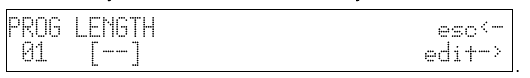 PROG LENGTH esc<-
01 [--] edit->
.